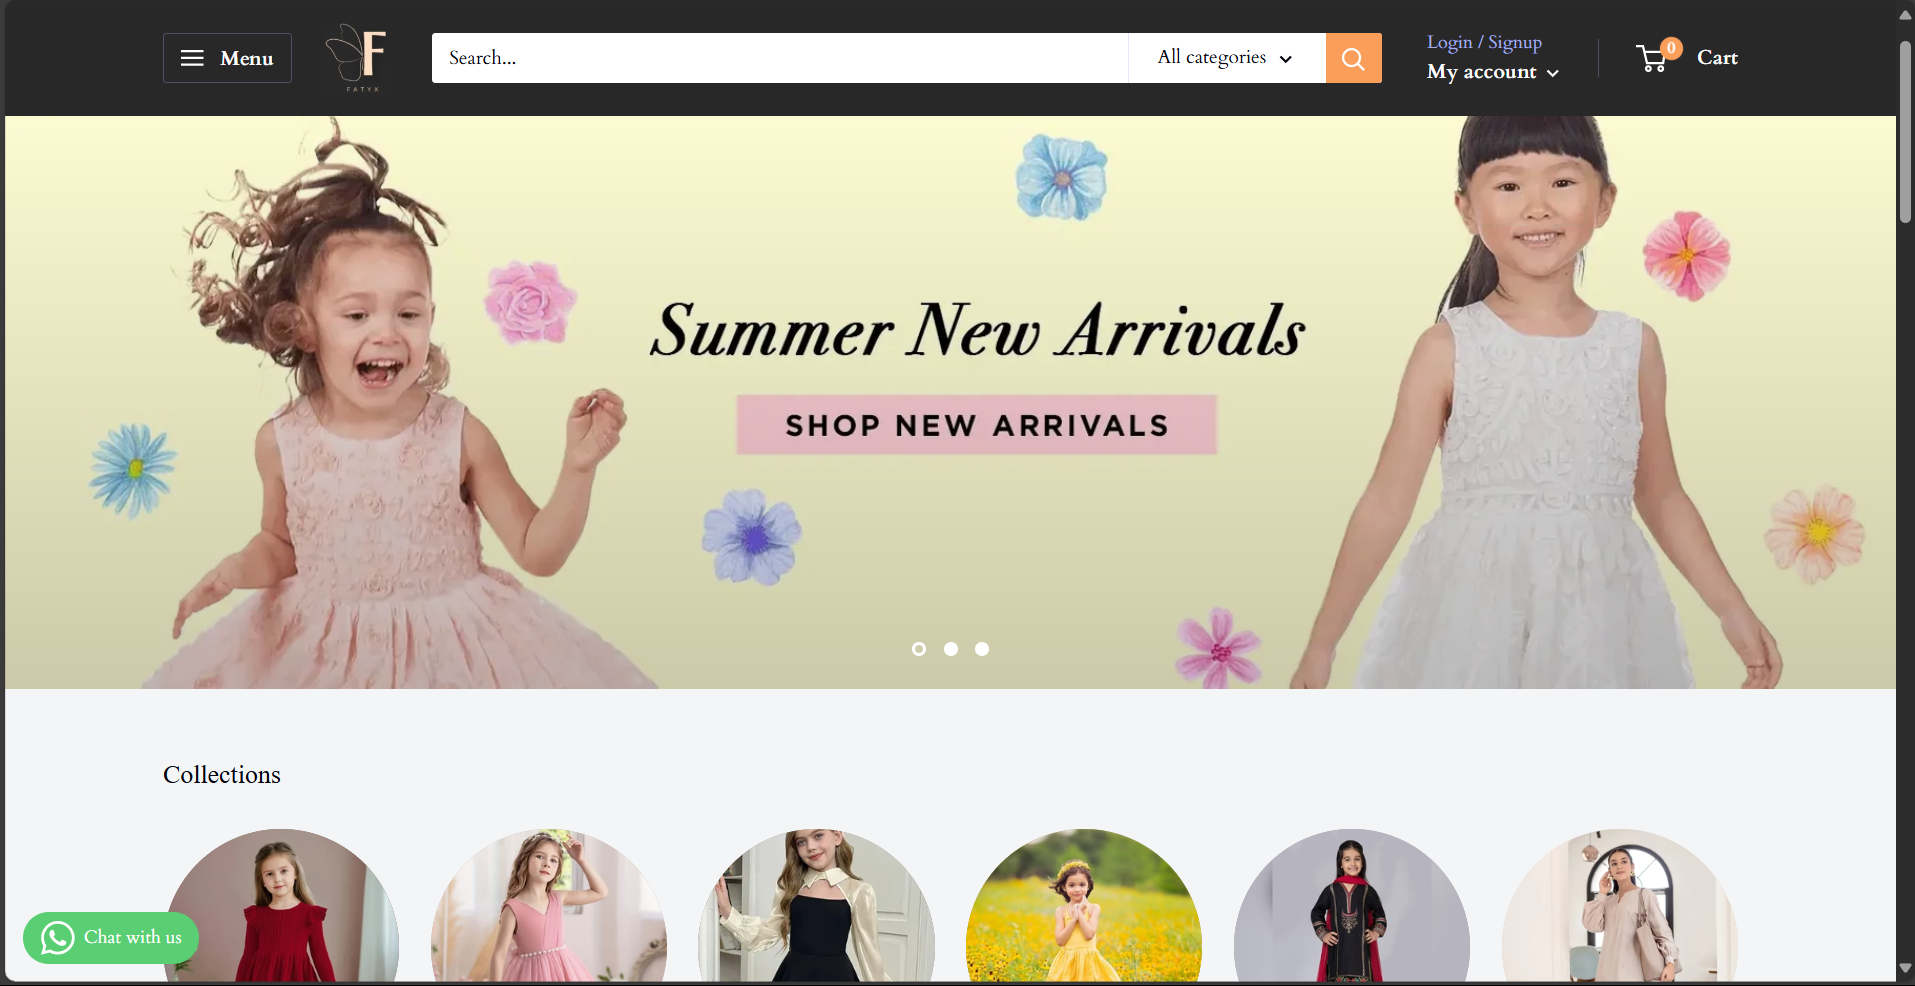 Menu
F
FATYX
Search...
All categories
Login / Signup
My account
0
Cart
Summer New Arrivals
SHOP NEW ARRIVALS
Collections
Chat with us